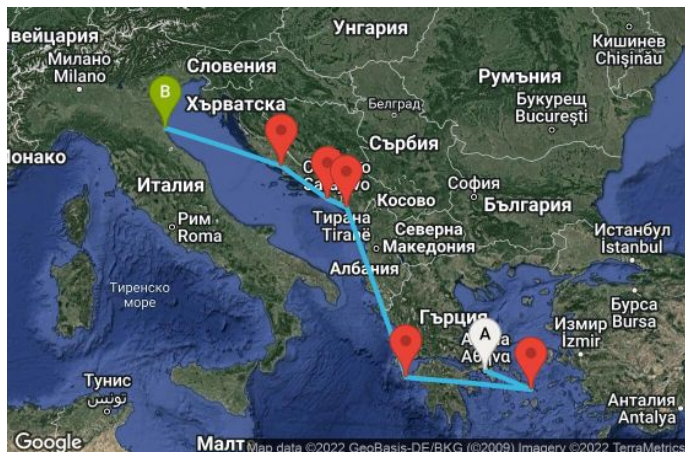 Унгария
Кишинев
Chișinău
Швейцария
Милано
Milano
Словения
Румъния
B
Хърватска
Белград
Букурещ
București
Монако
Сърбия
Италия
София
Косово
България
Рим
Roma
Тирана
Tiranë
Северна
Македония
Истанбул
İstanbul
Тиренско
море
Албания
Гърция
A
Αθήνα
Бурса
Bursa
Измир
İzmir
Тунис
تونس
Анталия
Antalya
Google
Малт
Map data ©2022 GeoBasis-DE/BKG (©2009) Imagery ©2022 TerraMetrics